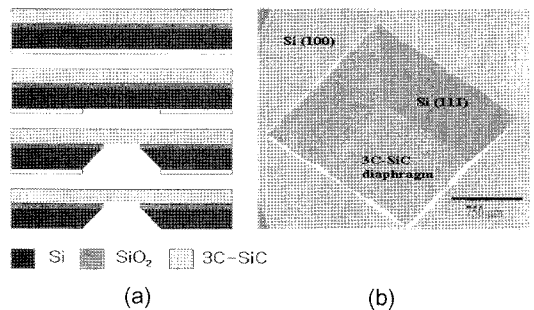 Si (100)
Si (111)
3C-SiC
diaphragm
Si
SiO₂
3C-SiC
(a)
(b)